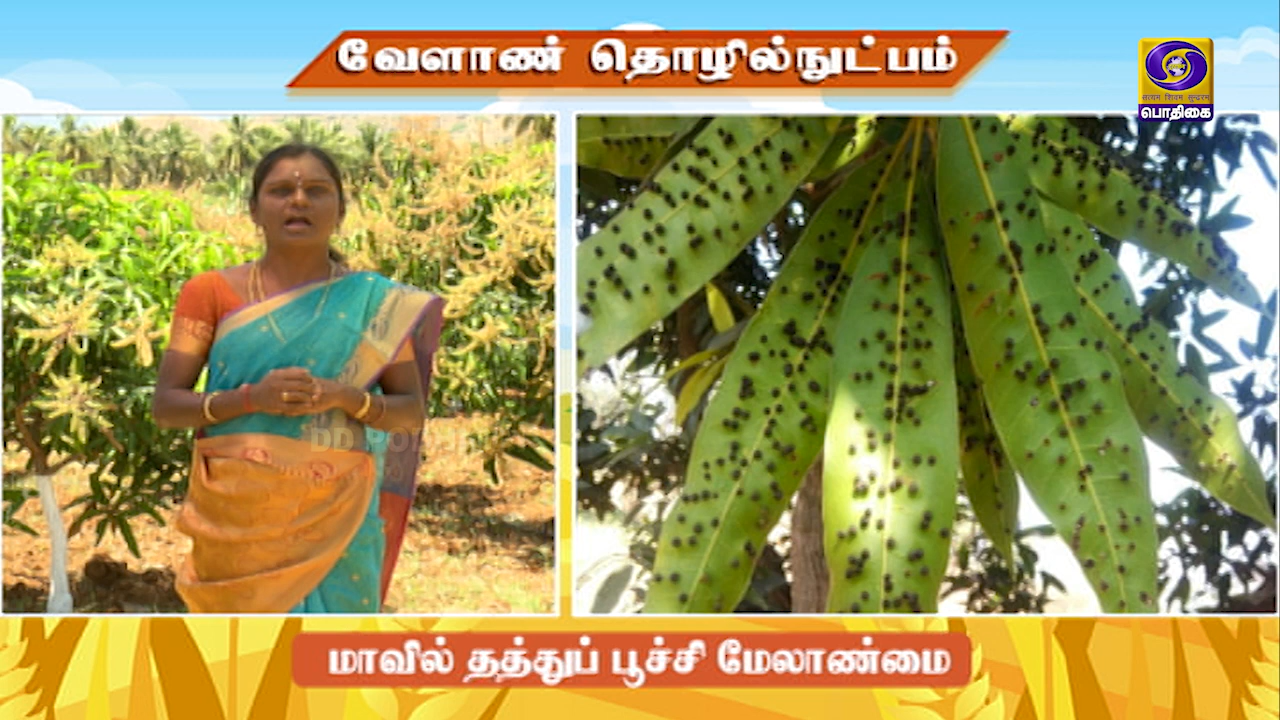 வேளாண் தொழில்நுட்பம்
பொதிகை
மாவில் தத்துப் பூச்சி மேலாண்மை